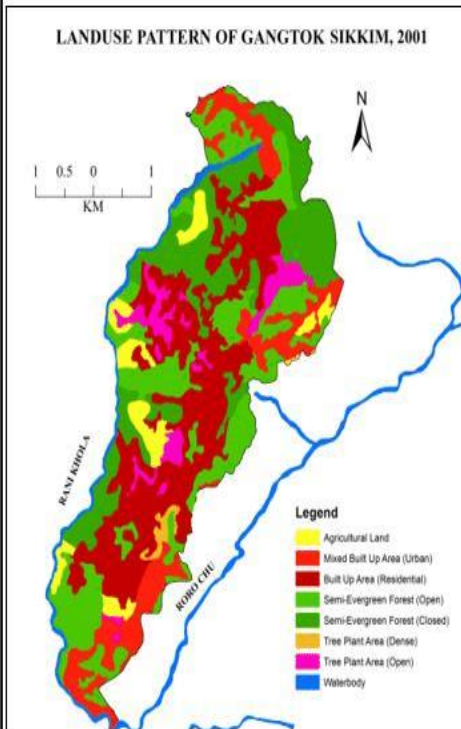 LANDUSE PATTERN OF GANGTOK SIKKIM, 2001
N
1 0.5 0 1
KM
RANI KHOLA
RORO CHU
Legend
Agricultural Land
Mixed Built Up Area (Urban)
Built Up Area (Residential)
Semi-Evergreen Forest (Open)
Semi-Evergreen Forest (Closed)
Tree Plant Area (Dense)
Tree Plant Area (Open)
Waterbody